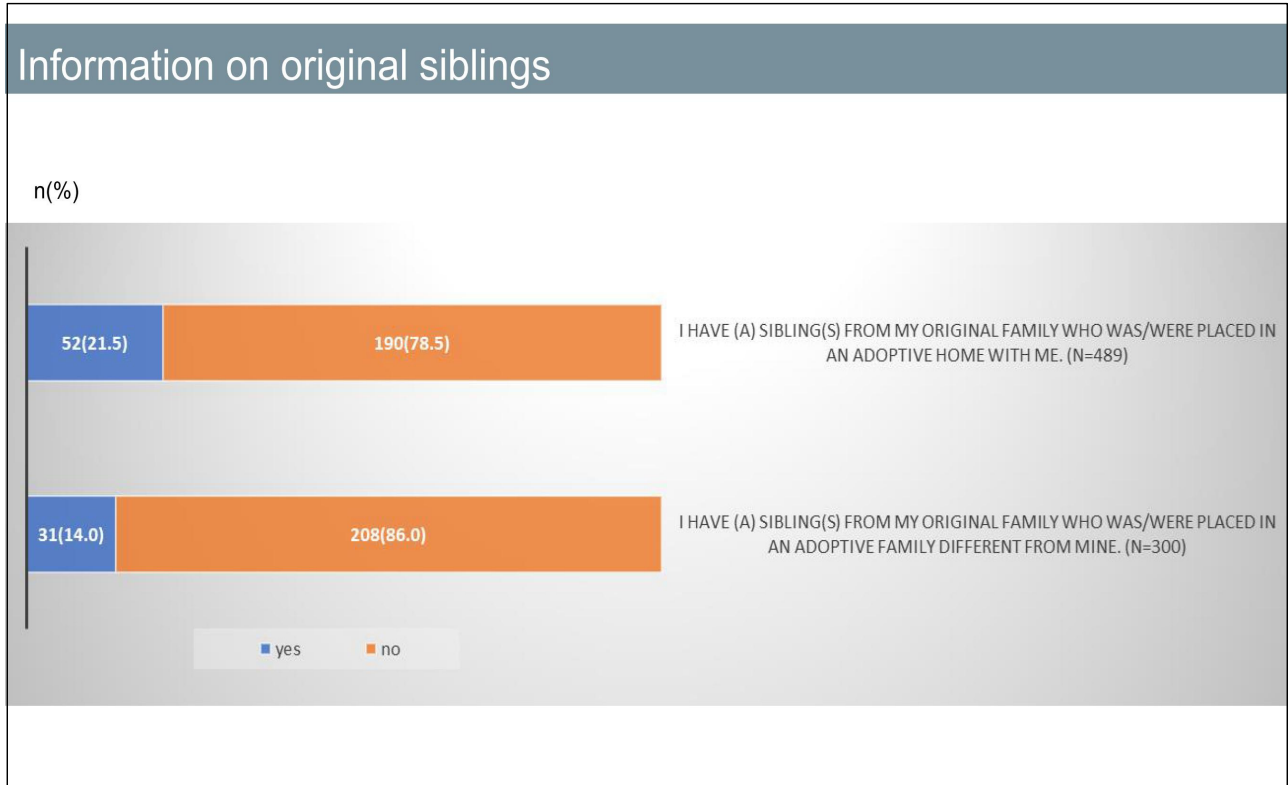 Information on original siblings
n(%)
52(21.5) 190(78.5)
I HAVE (A) SIBLING(S) FROM MY ORIGINAL FAMILY WHO WAS/WERE PLACED IN
AN ADOPTIVE HOME WITH ME. (N=489)
31(14.0) 208(86.0)
I HAVE (A) SIBLING(S) FROM MY ORIGINAL FAMILY WHO WAS/WERE PLACED IN
AN ADOPTIVE FAMILY DIFFERENT FROM MINE. (N=300)
yes no